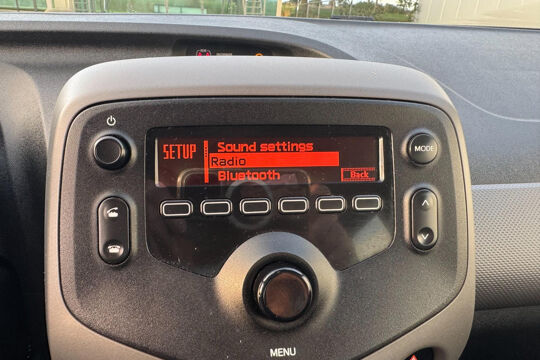 SETUP
Sound settings
Radio
Bluetooth
Back
MODE
MENU